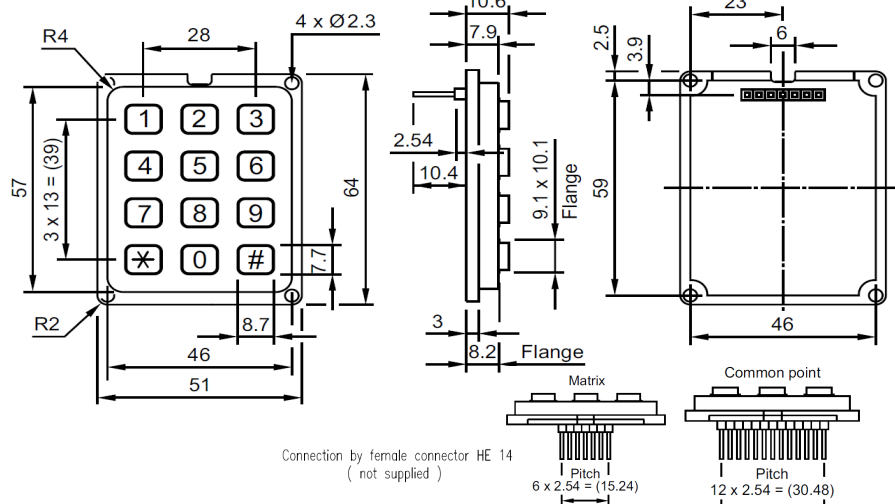 R4
28
4 x Ø2.3
1 2 3
4 5 6
7 8 9
0 #
57
3 x 13 = (39)
64
7.7
8.7
R2
46
51
10.6
7.9
2.54
10.4
9.1 x 10.1
Flange
3
8.2 Flange
23
6
2.5
3.9
59
46
Matrix
Pitch
6 x 2.54 = (15.24)
Common point
Pitch
12 x 2.54 = (30.48)
Connection by female connector HE 14
( not supplied )